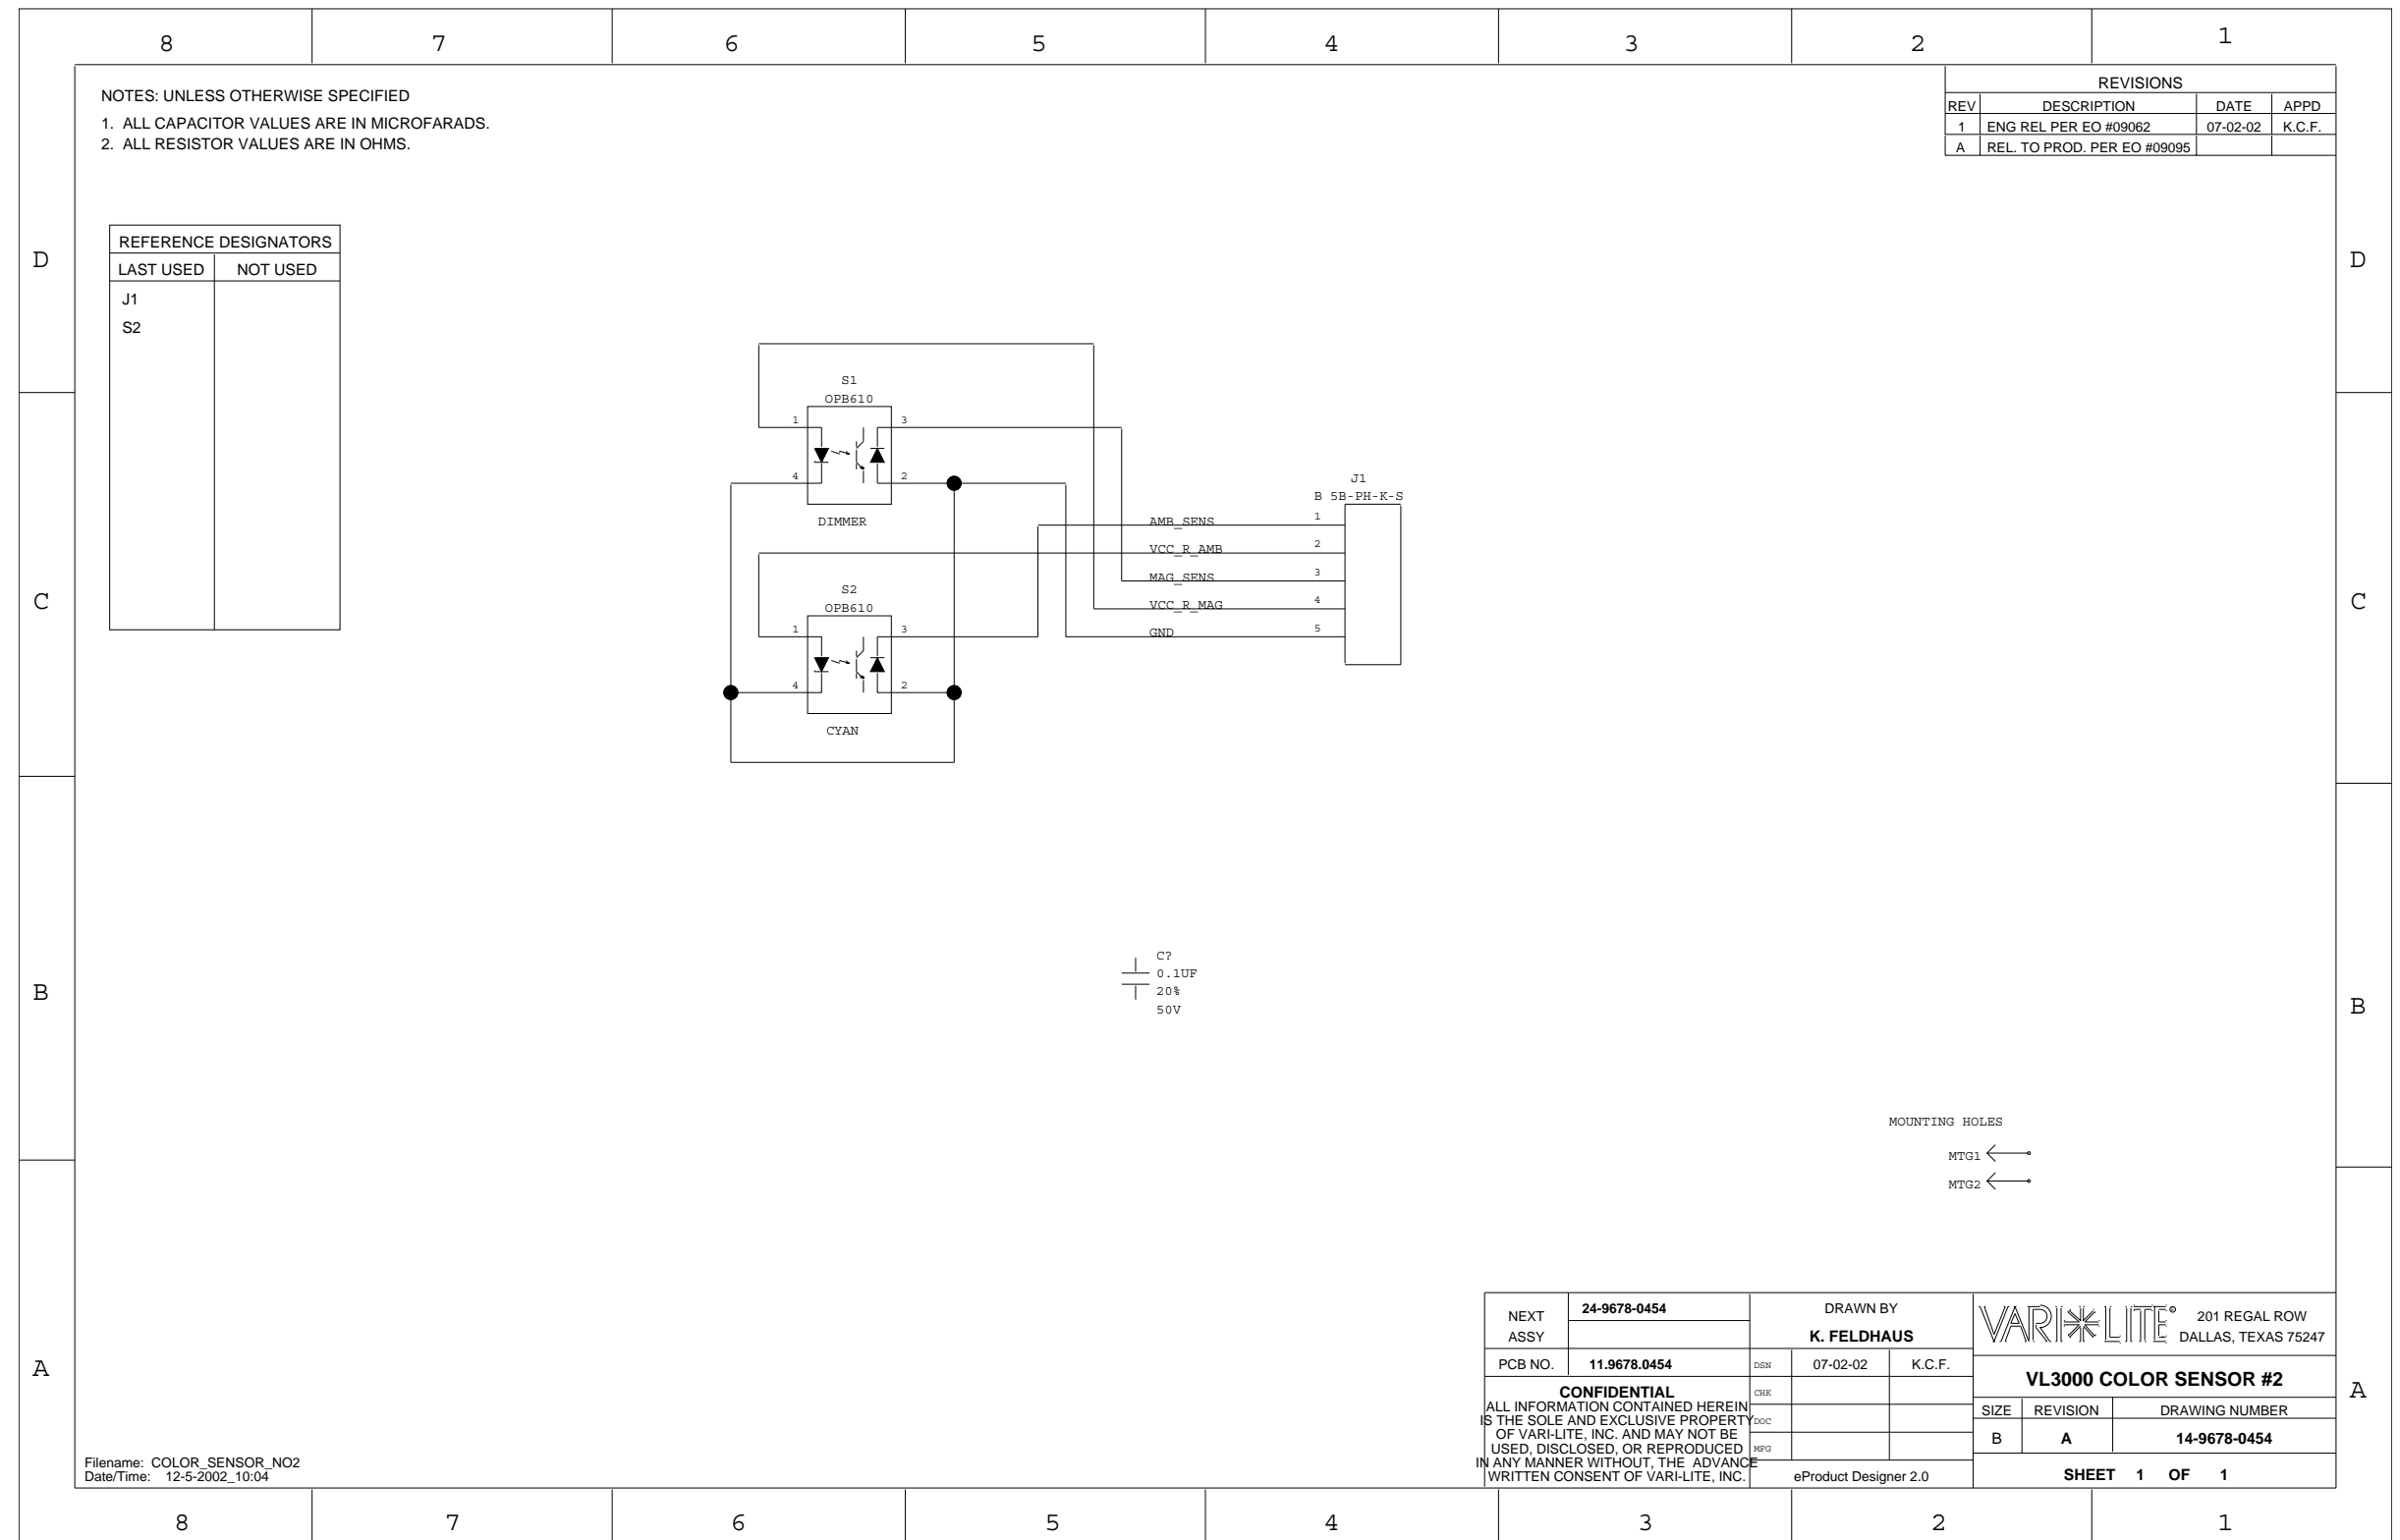 8 7 6 5 4 3 2 1
NOTES: UNLESS OTHERWISE SPECIFIED
1. ALL CAPACITOR VALUES ARE IN MICROFARADS.
2. ALL RESISTOR VALUES ARE IN OHMS.
REVISIONS
REV DESCRIPTION DATE APPD
1 ENG REL PER EO #09062 07-02-02 K.C.F.
A REL. TO PROD. PER EO #09095
D D
REFERENCE DESIGNATORS
LAST USED NOT USED
J1
S2
S1
OPB610
1 3
4 2
DIMMER
J1
B 5B-PH-K-S
AMB_SENS 1
VCC_R_AMB 2
MAG_SENS 3
VCC_R_MAG 4
GND 5
C C
S2
OPB610
1 3
4 2
CYAN
C?
0.1UF
20%
50V
B B
MOUNTING HOLES
MTG1
MTG2
A A
NEXT
ASSY
24-9678-0454
DRAWN BY
K. FELDHAUS
PCB NO. 11.9678.0454
DSN 07-02-02 K.C.F.
CHK
DOC
MFG
CONFIDENTIAL
ALL INFORMATION CONTAINED HEREIN
IS THE SOLE AND EXCLUSIVE PROPERTY
OF VARI-LITE, INC. AND MAY NOT BE
USED, DISCLOSED, OR REPRODUCED
IN ANY MANNER WITHOUT, THE ADVANCE
WRITTEN CONSENT OF VARI-LITE, INC.
eProduct Designer 2.0
VARI*LITE®
201 REGAL ROW
DALLAS, TEXAS 75247
VL3000 COLOR SENSOR #2
SIZE REVISION DRAWING NUMBER
B A 14-9678-0454
SHEET 1 OF 1
Filename: COLOR_SENSOR_NO2
Date/Time: 12-5-2002_10:04
8 7 6 5 4 3 2 1